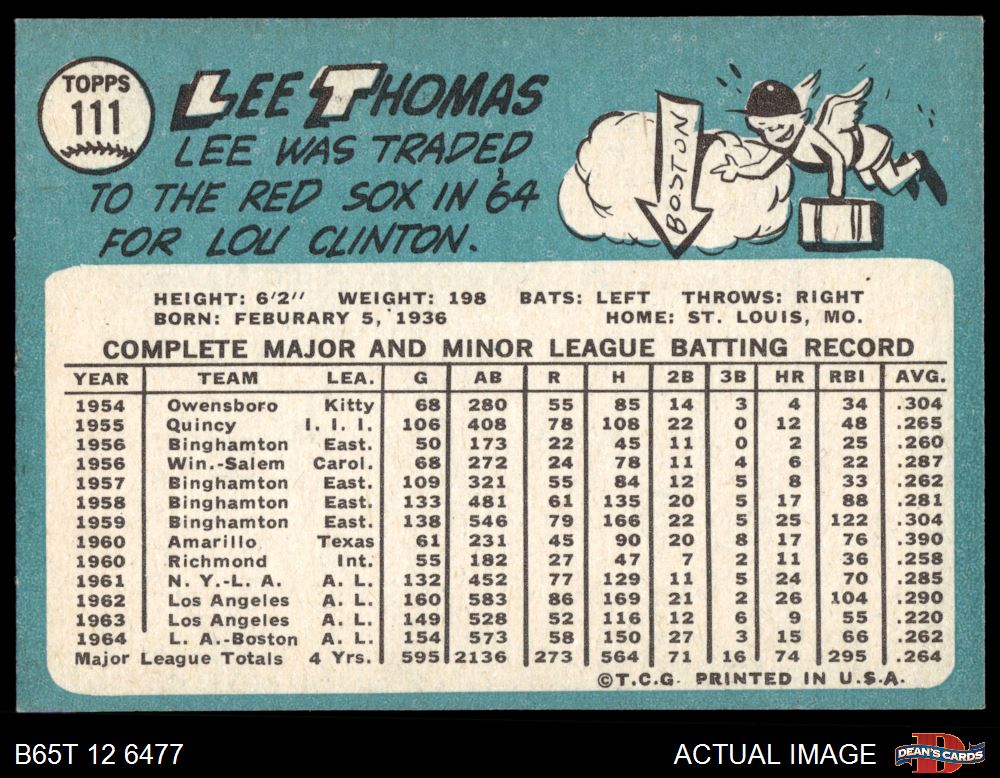 TOPPS
111
LEE THOMAS
LEE WAS TRADED
TO THE RED SOX IN '64
FOR LOU CLINTON.
BOSTON
HEIGHT: 6'2" WEIGHT: 198 BATS: LEFT THROWS: RIGHT
BORN: FEBURARY 5, 1936 HOME: ST. LOUIS, MO.
COMPLETE MAJOR AND MINOR LEAGUE BATTING RECORD
YEAR TEAM LEA. G AB R H 2B 3B HR RBI AVG.
1954 Owensboro Kitty 68 280 55 85 14 3 4 34 .304
1955 Quincy I. I. I. 106 408 78 108 22 0 12 48 .265
1956 Binghamton East. 50 173 22 45 11 0 2 25 .260
1956 Win.-Salem Carol. 68 272 24 78 11 4 6 22 .287
1957 Binghamton East. 109 321 55 84 12 5 8 33 .262
1958 Binghamton East. 133 481 61 135 20 5 17 88 .281
1959 Binghamton East. 138 546 79 166 22 5 25 122 .304
1960 Amarillo Texas 61 231 45 90 20 8 17 76 .390
1960 Richmond Int. 55 182 27 47 7 2 11 36 .258
1961 N. Y.-L. A. A. L. 132 452 77 129 11 5 24 70 .285
1962 Los Angeles A. L. 160 583 86 169 21 2 26 104 .290
1963 Los Angeles A. L. 149 528 52 116 12 6 9 55 .220
1964 L. A.-Boston A. L. 154 573 58 150 27 3 15 66 .262
Major League Totals 4 Yrs. 595 2136 273 564 71 16 74 295 .264
©T.C.G. PRINTED IN U.S.A.
B65T 12 6477 ACTUAL IMAGE
DEAN'S CARDS